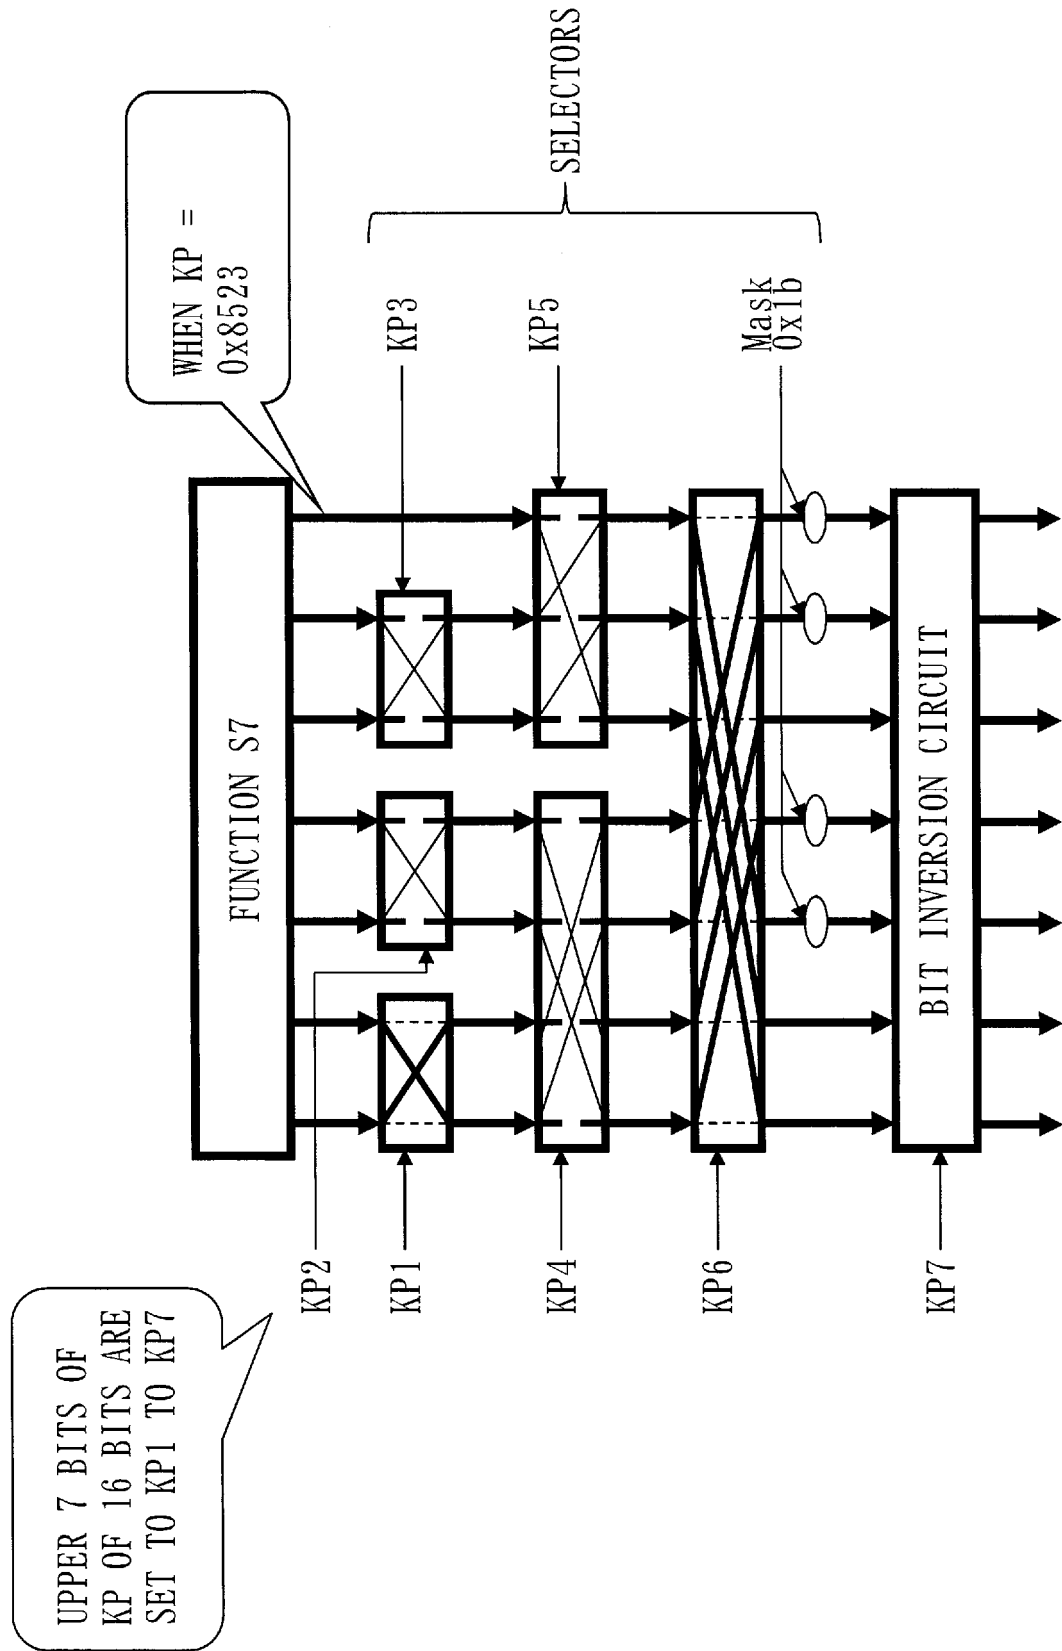 UPPER 7 BITS OF
KP OF 16 BITS ARE
SET TO KP1 TO KP7
WHEN KP =
0x8523
FUNCTION S7
KP2
KP1
KP3
KP4
KP5
SELECTORS
KP6
Mask
0x1b
KP7
BIT INVERSION CIRCUIT